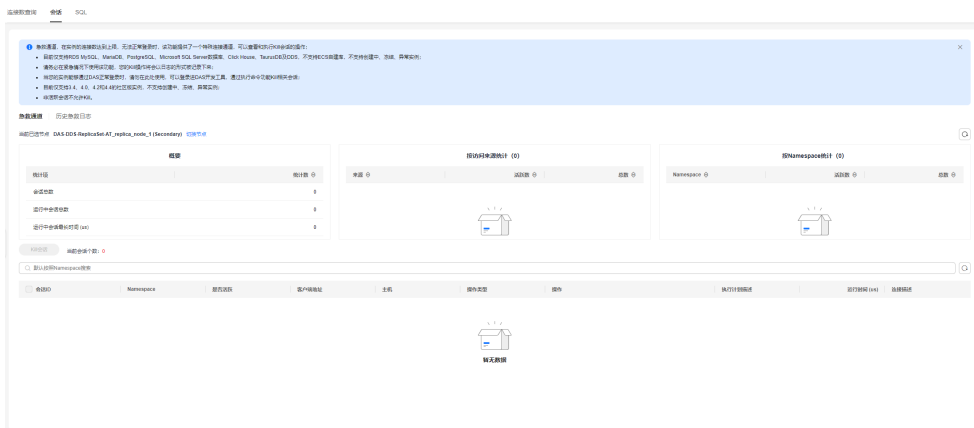 连接数查询 会话 SQL
急救通道，在实例的连接数达到上限，无法正常登录时，该功能提供了一个特殊连接通道，可以查看和执行Kill会话的操作：
目前仅支持RDS MySQL、MariaDB、PostgreSQL、Microsoft SQL Server数据库、Click House、TaurusDB及DDS，不支持ECS自建库，不支持创建中、冻结、异常实例；
请务必在紧急情况下使用该功能，您的Kill操作将会以日志的形式被记录下来；
当您的实例能够通过DAS正常登录时，请勿在此处使用，可以登录进DAS开发工具，通过执行命令功能Kill相关会话；
目前仅支持3.4、4.0、4.2和4.4的社区版实例，不支持创建中、冻结、异常实例；
非活跃会话不允许Kill。
急救通道 历史急救日志
当前已选节点 DAS-DDS-ReplicaSet-AT_replica_node_1 (Secondary) 切换节点
概要 按访问来源统计 (0) 按Namespace统计 (0)
统计项 统计数 来源 活跃数 总数 Namespace 活跃数 总数
会话总数 0
运行中会话总数 0
运行中会话最长时间 (us) 0
Kill会话 当前会话个数：0
默认按照Namespace搜索
会话ID Namespace 是否活跃 客户端地址 主机 操作类型 操作 执行计划描述 运行时间 (us) 连接描述
暂无数据